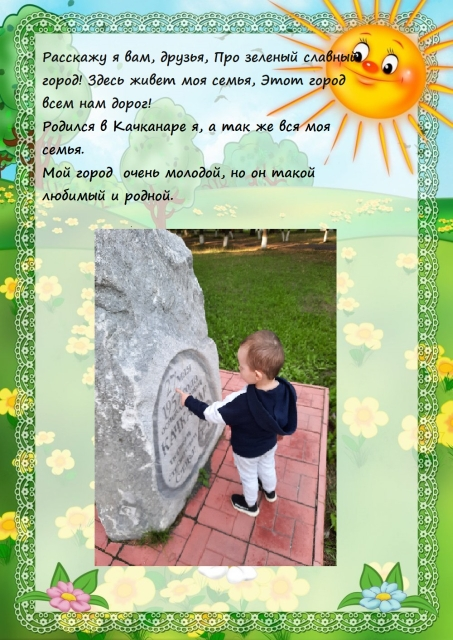 Расскажу я вам, друзья, Про зеленый славный
город! Здесь живет моя семья, Этот город
всем нам дорог!
Родился в Качканаре я, а так же вся моя
семья.
Мой город очень молодой, но он такой
любимый и родной.